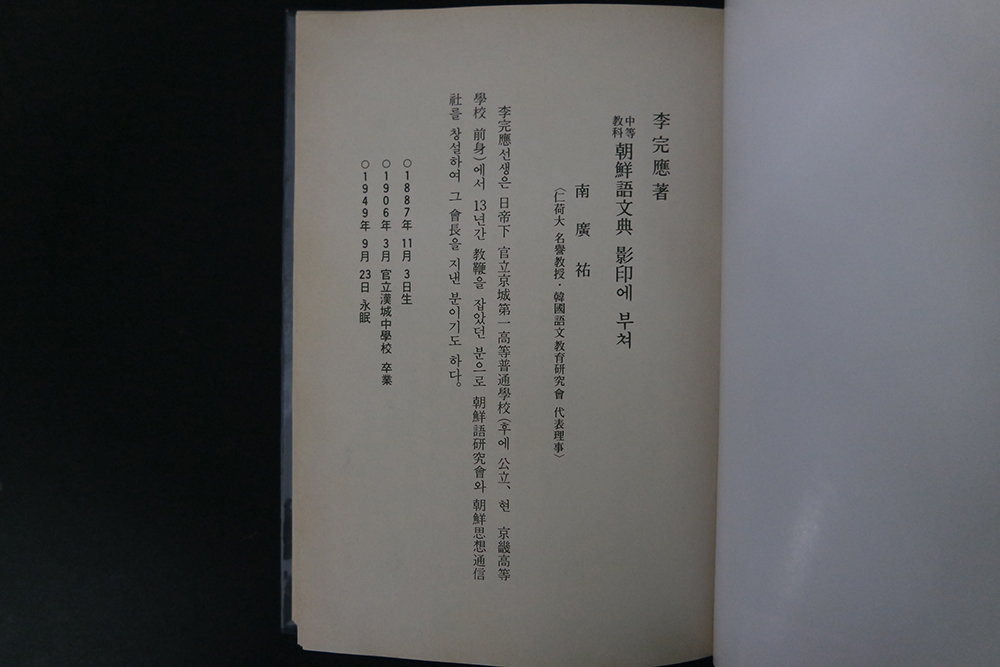 李完應著
中等教科 朝鮮語文典 影印에 부쳐
南廣祐
〈仁荷大 名譽教授·韓國語文教育硏究會 代表理事〉
李完應선생은 日帝下 官立京城第一高等普通學校(후에 公立、현 京畿高等
學校 前身)에서 13년간 教鞭을 잡았던 분으로 朝鮮語硏究會와 朝鮮思想通信
社를 창설하여 그 會長을 지낸 분이기도 하다。
○1887年 11月 3日生
○1906年 3月 官立漢城中學校 卒業
○1949年 9月 23日 永眠